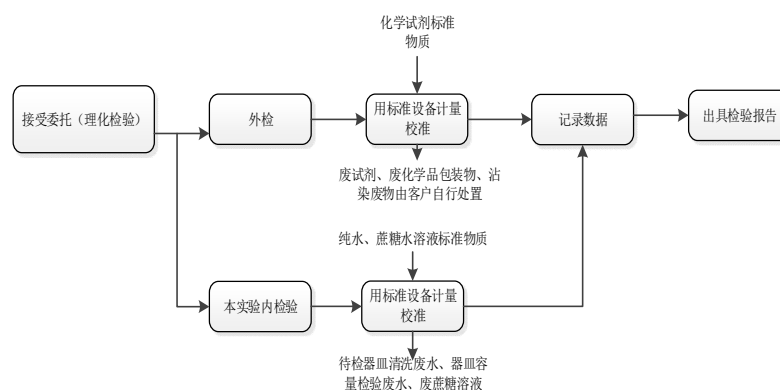 化学试剂标准
物质
接受委托（理化检验）
外检
用标准设备计量
校准
记录数据
出具检验报告
废试剂、废化学品包装物、沾
染废物由客户自行处置
纯水、蔗糖水溶液标准物质
本实验内检验
用标准设备计量
校准
待检器皿清洗废水、器皿容
量检验废水、废蔗糖溶液